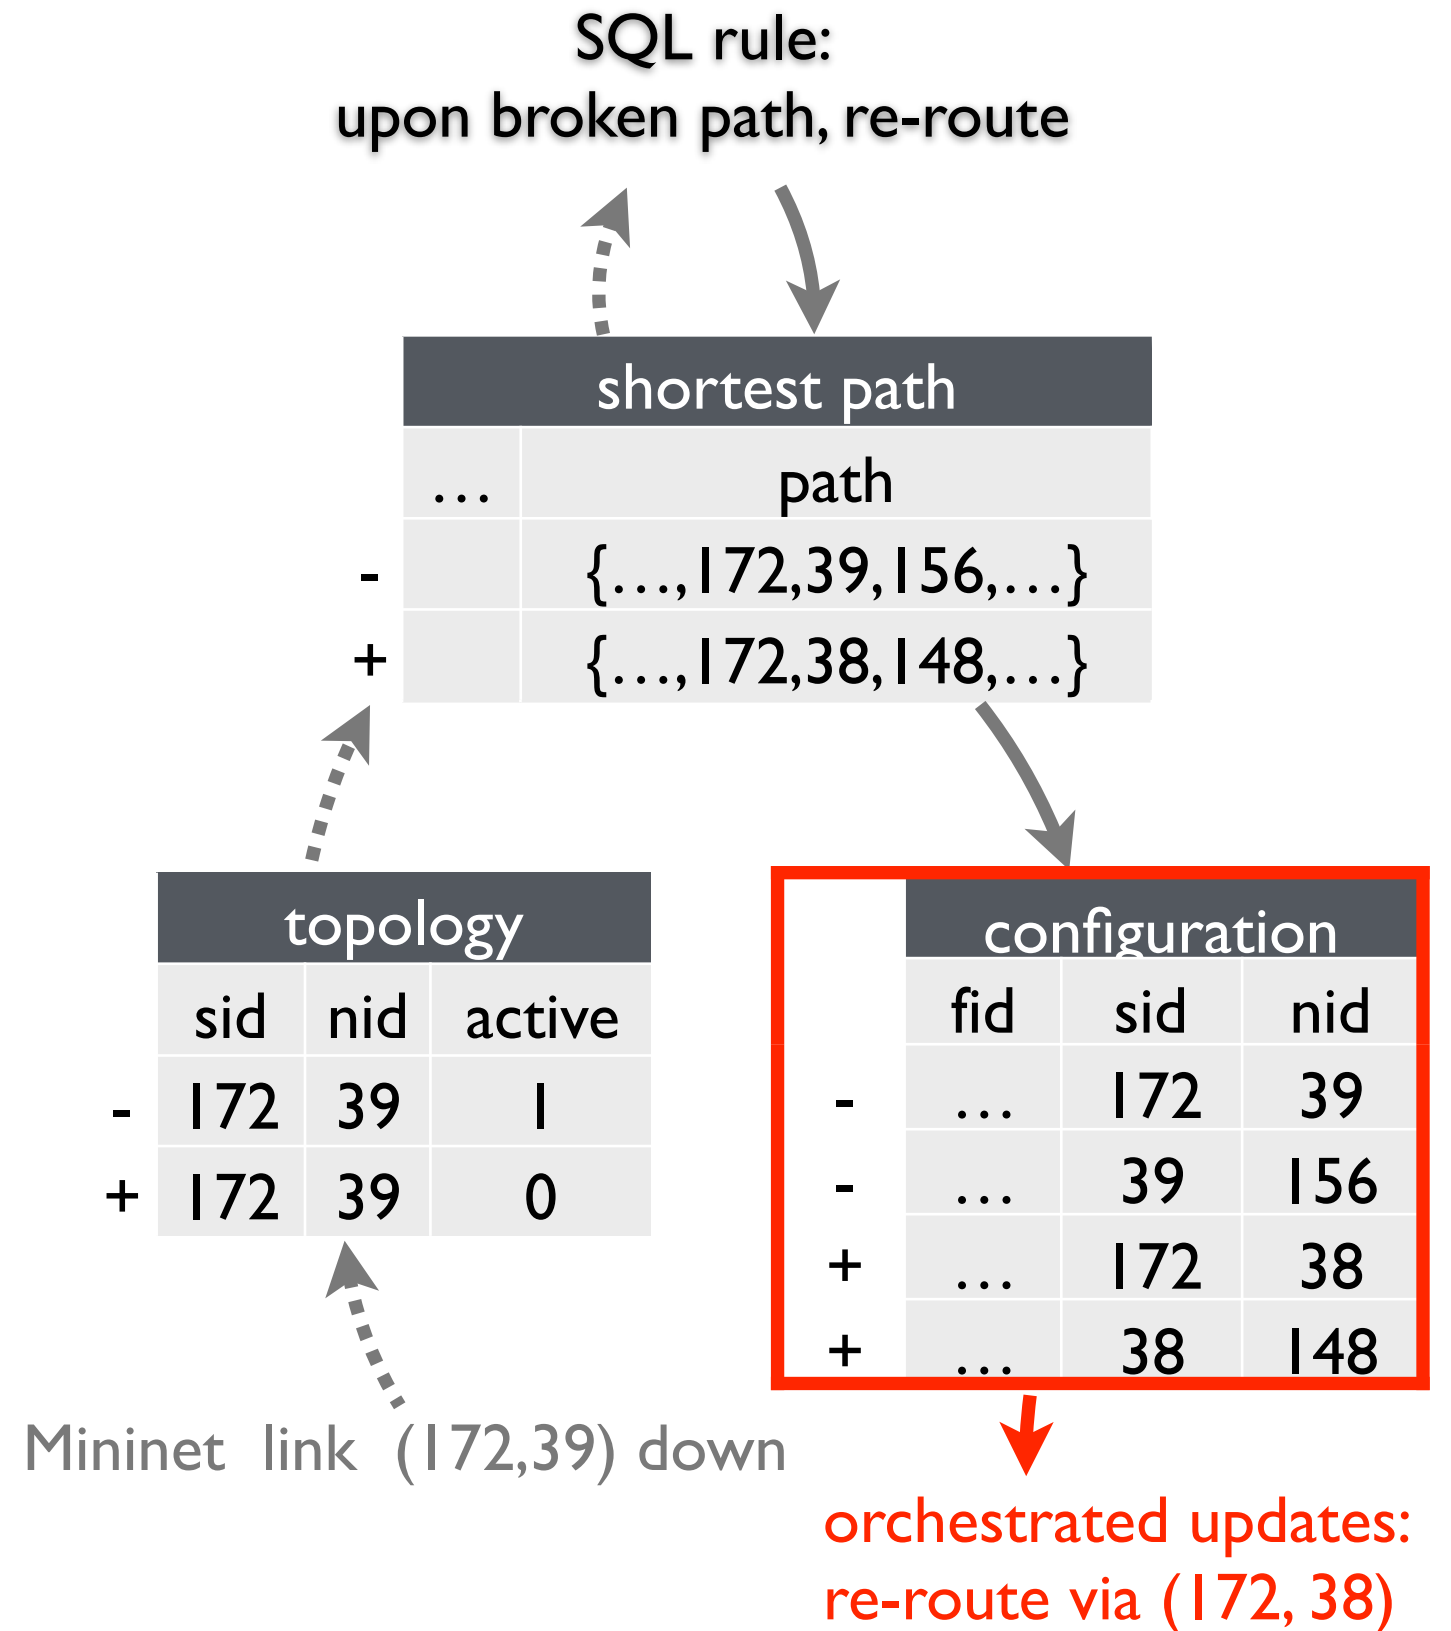 SQL rule:
upon broken path, re-route
shortest path
… path
- {…,172,39,156,…}
+ {…,172,38,148,…}
topology
sid nid active
- 172 39 1
+ 172 39 0
Mininet link (172,39) down
configuration
fid sid nid
- … 172 39
- … 39 156
+ … 172 38
+ … 38 148
orchestrated updates:
re-route via (172, 38)